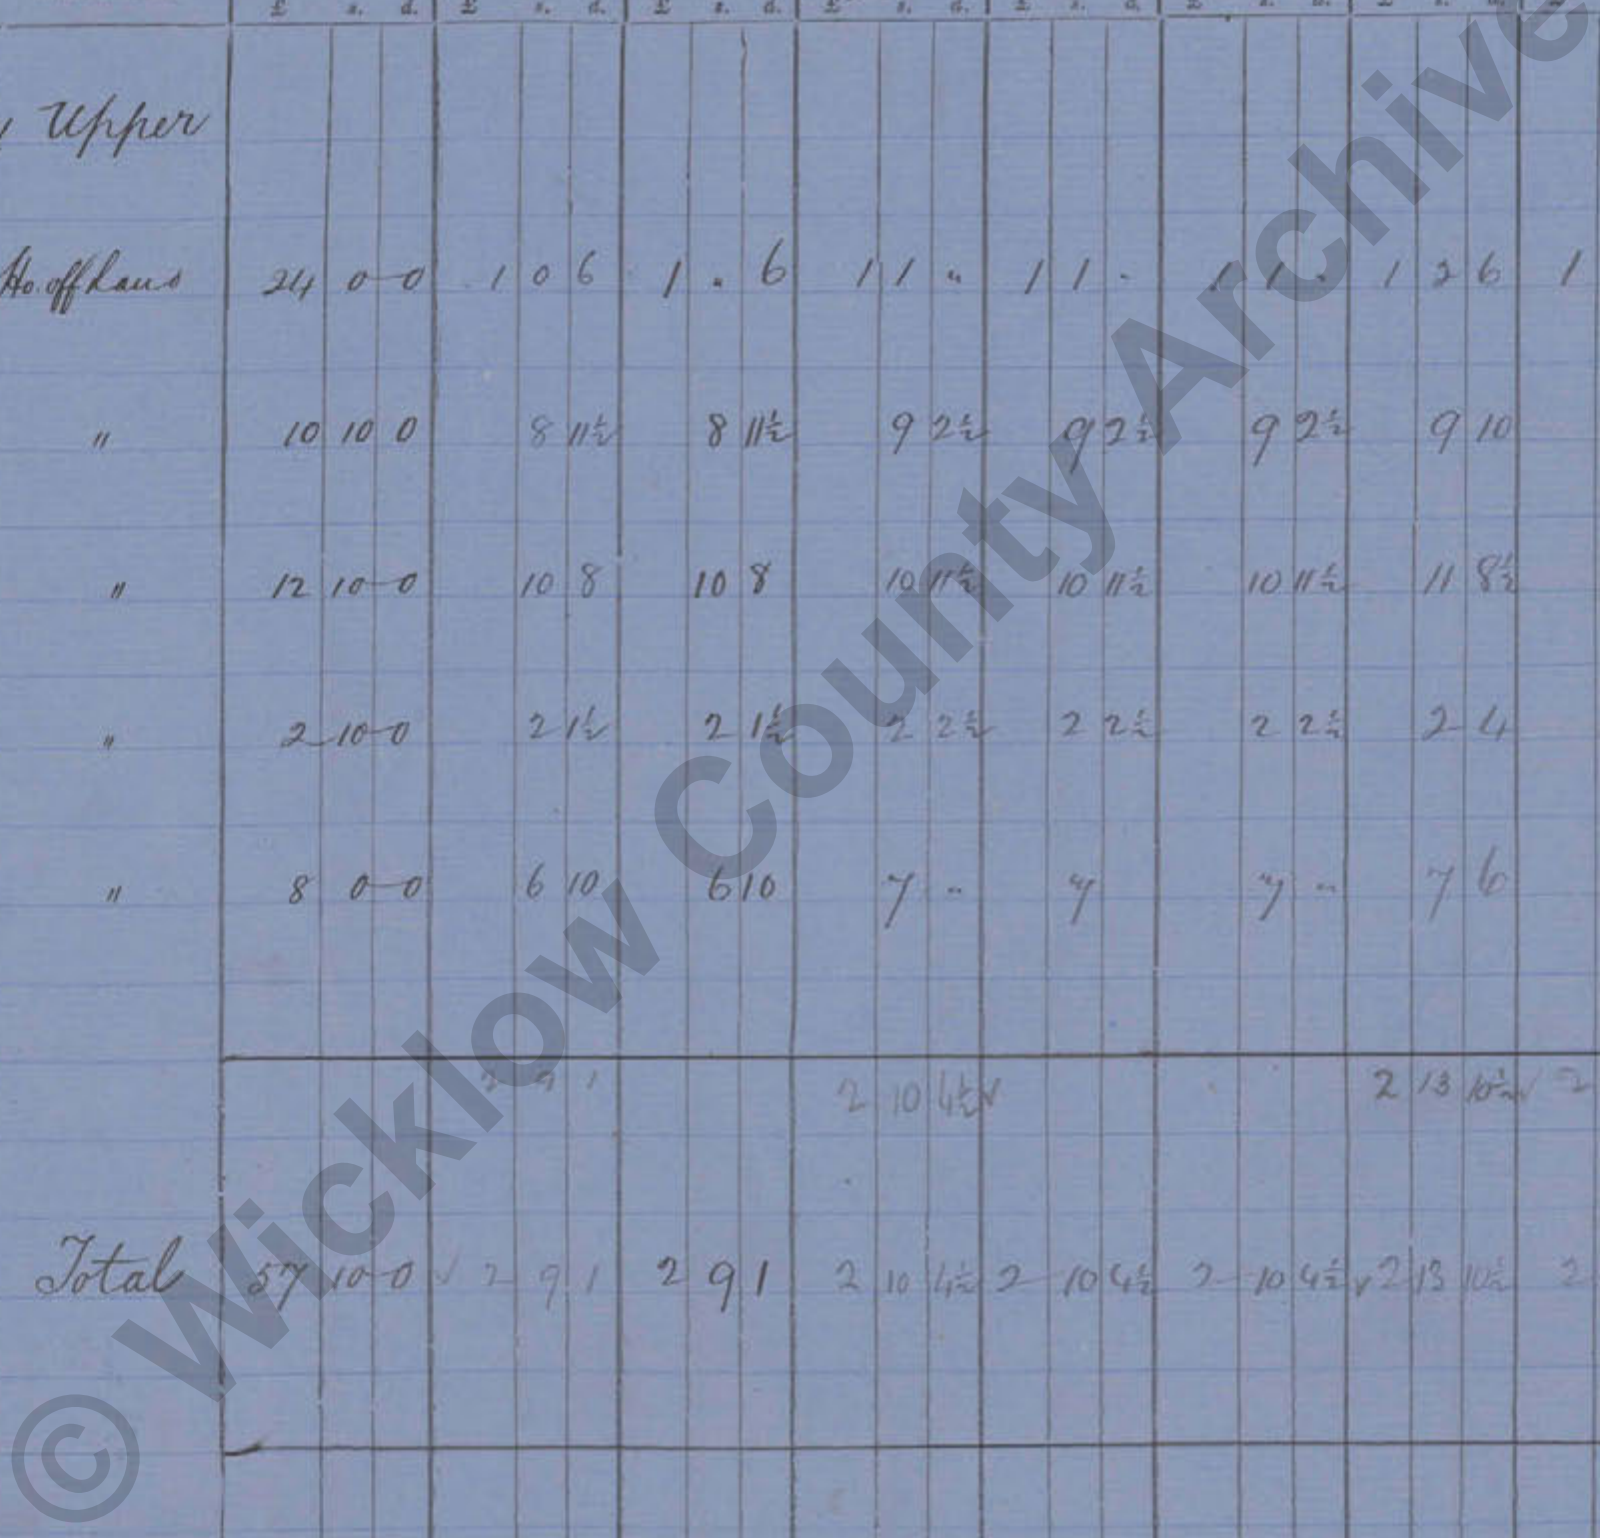 £ s. d. £ s. d. £ s. d. £ s. d. £ s. d. £ s. d. £ s. d. £
Upper
Ho. off & land 24 0 0 1 0 6 1 " 6 1 1 " 1 1 " 1 1 " 1 2 6 1
" 10 10 0 8 11½ 8 11½ 9 2½ 9 2½ 9 2½ 9 10
" 12 10 0 10 8 10 8 10 11½ 10 11½ 10 11½ 11 8½
" 2 10 0 2 1½ 2 1½ 2 2½ 2 2½ 2 2½ 2 4
" 8 0 0 6 10 6 10 7 " 7 7 " 7 6
2 9 1 2 10 4½ ✓ 2 13 10½ ✓ 2
Total 57 10 0 ✓ 2 9 1 2 9 1 2 10 4½ 2 10 4½ 2 10 4½ ✓ 2 13 10½ 2
© Wicklow County Archive